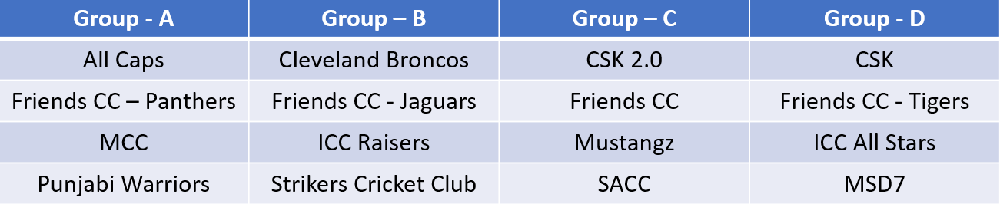 Group - A Group – B Group – C Group - D
All Caps Cleveland Broncos CSK 2.0 CSK
Friends CC – Panthers Friends CC - Jaguars Friends CC Friends CC - Tigers
MCC ICC Raisers Mustangz ICC All Stars
Punjabi Warriors Strikers Cricket Club SACC MSD7